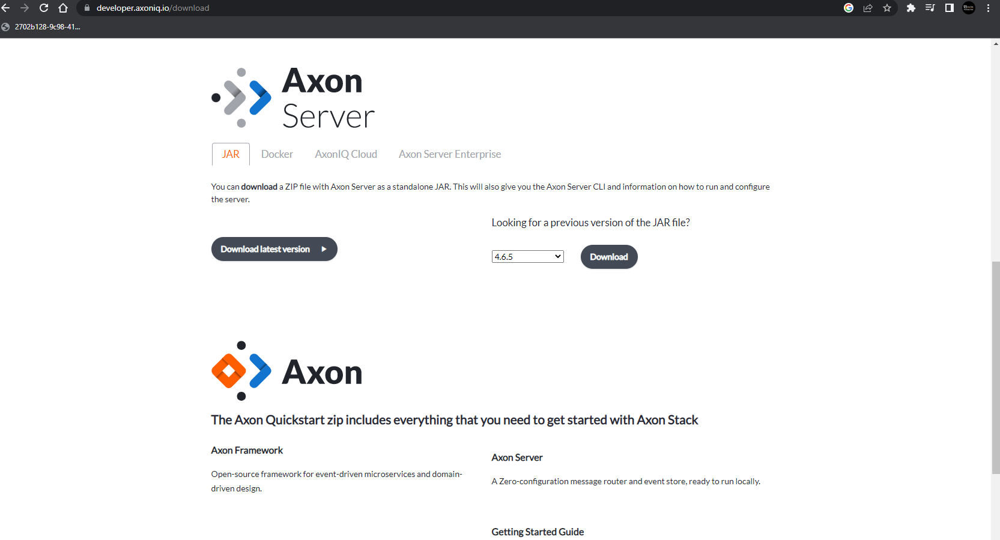 developer.axoniq.io/download
2702b128-9c98-41...
Axon
Server
JAR Docker AxonIQ Cloud Axon Server Enterprise
You can download a ZIP file with Axon Server as a standalone JAR. This will also give you the Axon Server CLI and information on how to run and configure
the server.
Looking for a previous version of the JAR file?
Download latest version
4.6.5 Download
Axon
The Axon Quickstart zip includes everything that you need to get started with Axon Stack
Axon Framework
Open-source framework for event-driven microservices and domain-
driven design.
Axon Server
A Zero-configuration message router and event store, ready to run locally.
Getting Started Guide